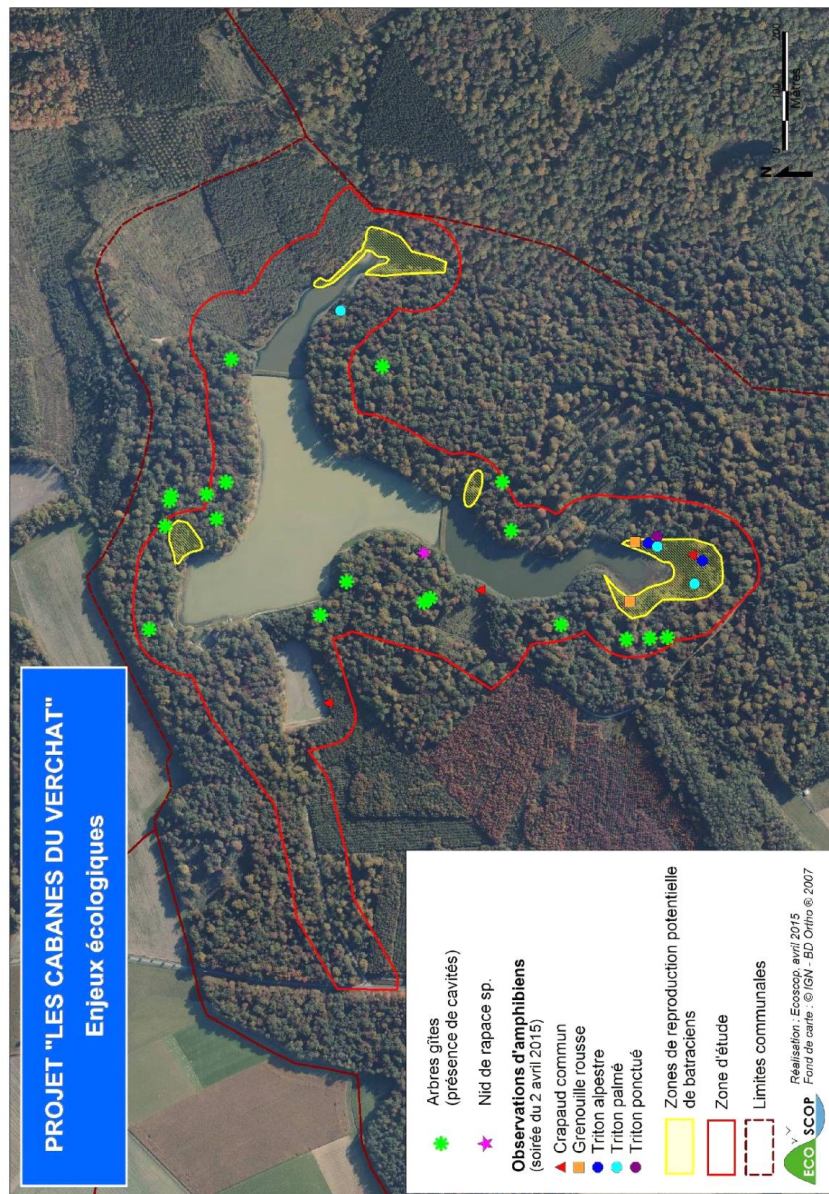 PROJET "LES CABANES DU VERCHAT"
Enjeux écologiques
Arbres gîtes
(présence de cavités)
Nid de rapace sp.
Observations d'amphibiens
(soirée du 2 avril 2015)
Crapaud commun
Grenouille rousse
Triton alpestre
Triton palmé
Triton ponctué
Zones de reproduction potentielle
de batraciens
Zone d'étude
Limites communales
ECO SCOP
Réalisation : Ecoscop, avril 2015
Fond de carte : © IGN - BD Ortho ® 2007
N
0 100 200
Mètres